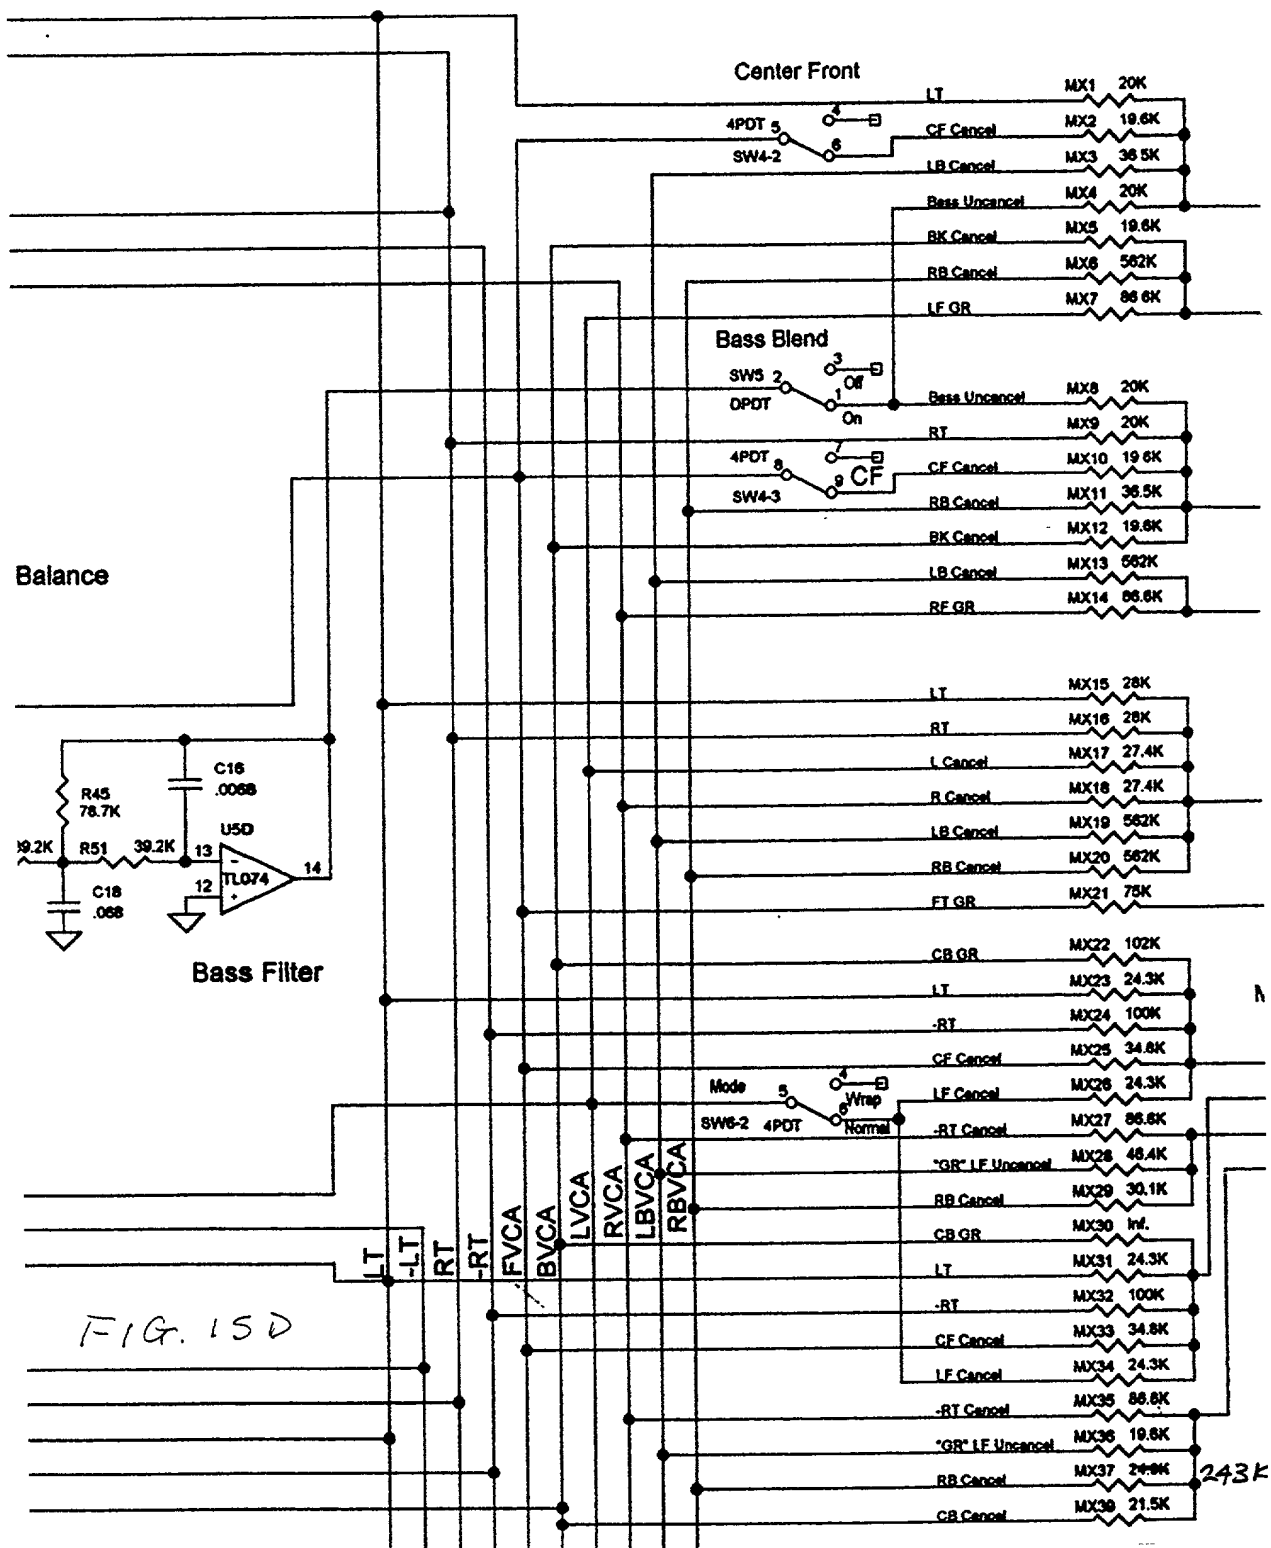 Center Front
LT MX1 20K
4PDT 5 4
SW4-2 6 CF Cancel MX2 19.6K
LB Cancel MX3 36.5K
Bass Uncancel MX4 20K
BK Cancel MX5 19.6K
RB Cancel MX6 562K
LF GR MX7 86.6K
Bass Blend
SW5 2 3 Off
DPDT 1 On Bass Uncancel MX8 20K
RT MX9 20K
4PDT 8 7 CF
SW4-3 9 CF Cancel MX10 19.6K
RB Cancel MX11 36.5K
BK Cancel MX12 19.6K
Balance
LB Cancel MX13 562K
RF GR MX14 86.6K
LT MX15 28K
RT MX16 28K
L Cancel MX17 27.4K
R Cancel MX18 27.4K
LB Cancel MX19 562K
RB Cancel MX20 562K
FT GR MX21 75K
C16
.0068
R45
78.7K
U5D
39.2K R51 39.2K 13 -
TL074 14
12 +
C18
.068
Bass Filter
CB GR MX22 102K
LT MX23 24.3K
-RT MX24 100K
CF Cancel MX25 34.8K
Mode 5 4 Wrap
SW6-2 4PDT 6 Normal
LF Cancel MX26 24.3K
-RT Cancel MX27 86.6K
"GR" LF Uncancel MX28 46.4K
RB Cancel MX29 30.1K
CB GR MX30 Inf.
LT -LT RT -RT FVCA BVCA LVCA RVCA LBVCA RBVCA
LT MX31 24.3K
-RT MX32 100K
FIG. 15D
CF Cancel MX33 34.8K
LF Cancel MX34 24.3K
-RT Cancel MX35 86.6K
"GR" LF Uncancel MX36 19.6K
RB Cancel MX37 243K
CB Cancel MX39 21.5K